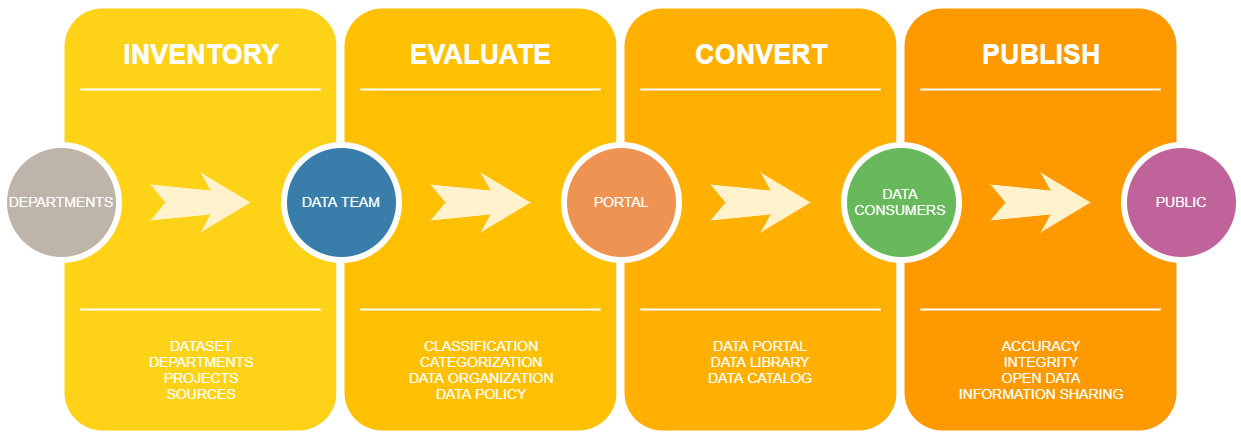 INVENTORY
EVALUATE
CONVERT
PUBLISH
DEPARTMENTS
DATA TEAM
PORTAL
DATA
CONSUMERS
PUBLIC
DATASET
DEPARTMENTS
PROJECTS
SOURCES
CLASSIFICATION
CATEGORIZATION
DATA ORGANIZATION
DATA POLICY
DATA PORTAL
DATA LIBRARY
DATA CATALOG
ACCURACY
INTEGRITY
OPEN DATA
INFORMATION SHARING